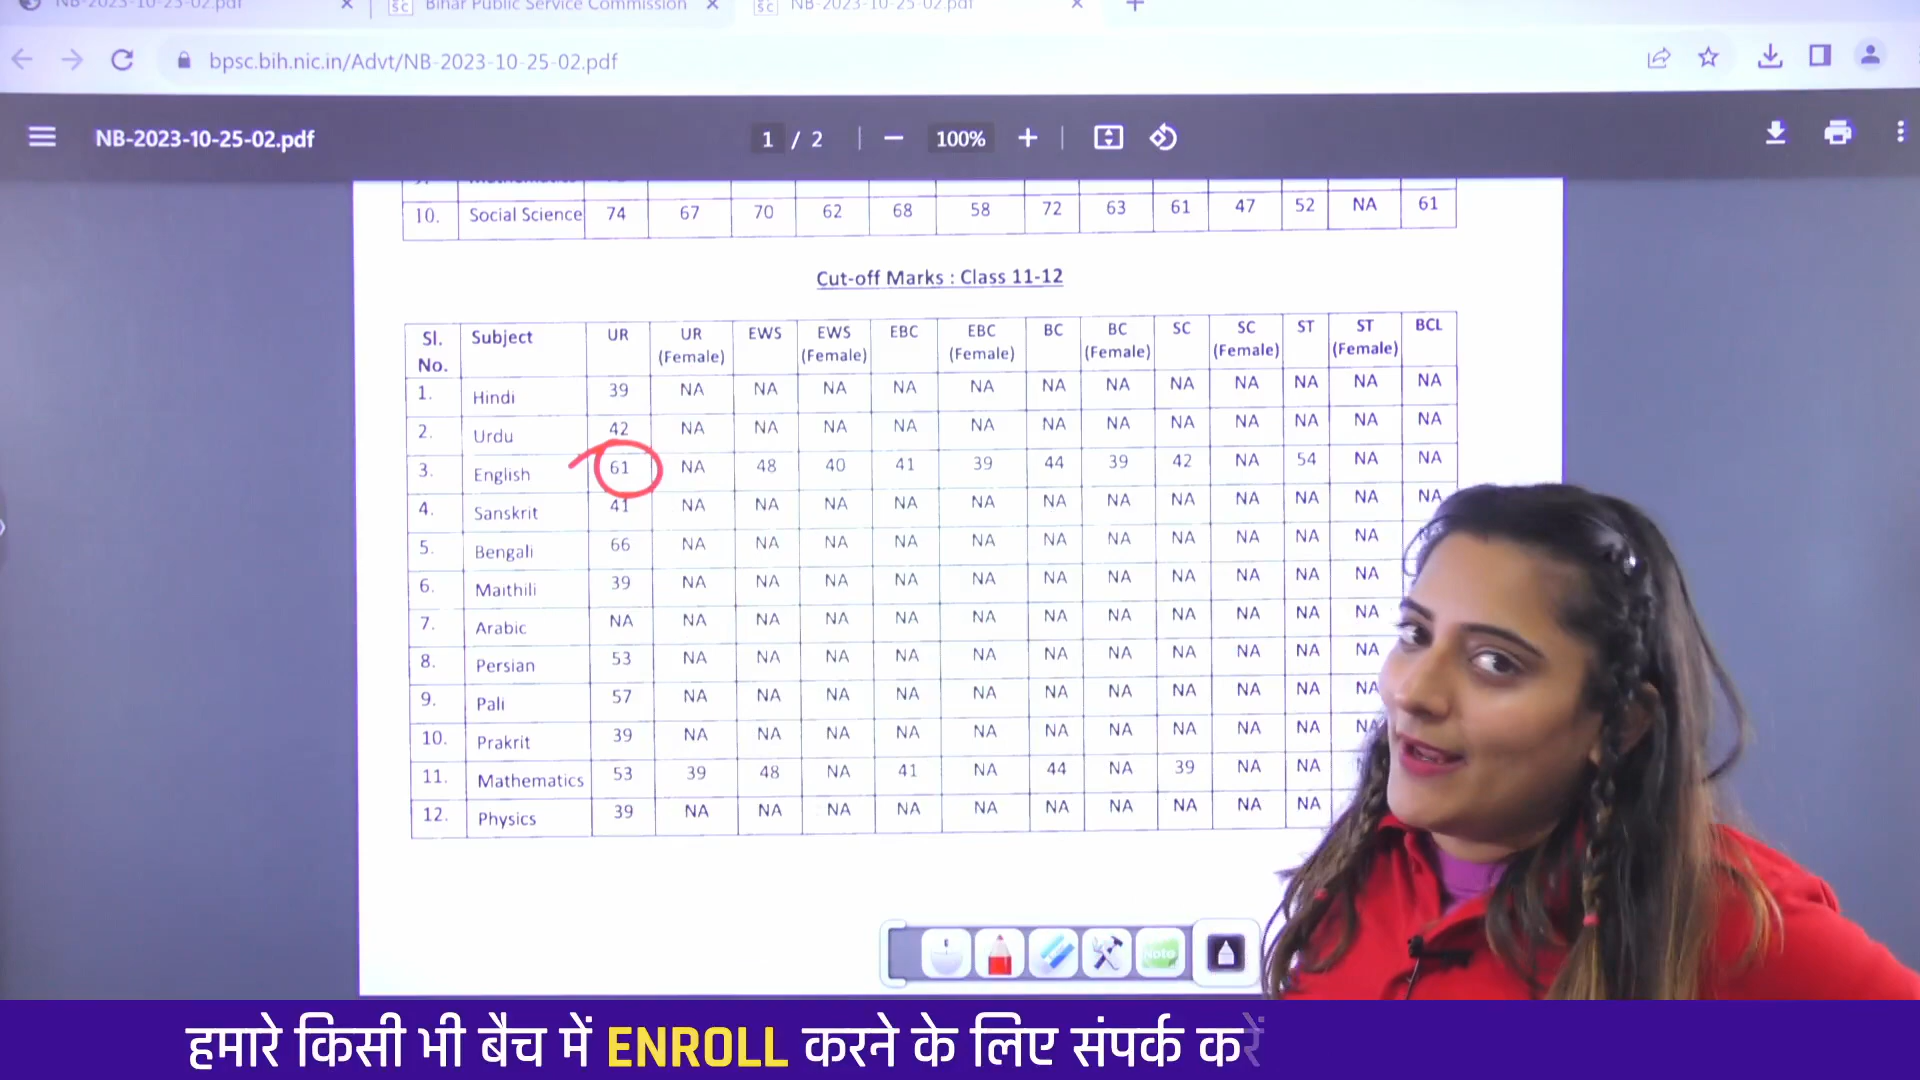 NB-2023-10-25-02.pdf Bihar Public Service Commission NB-2023-10-25-02.pdf
bpsc.bih.nic.in/Advt/NB-2023-10-25-02.pdf
NB-2023-10-25-02.pdf 1 / 2 100%
10. Social Science 74 67 70 62 68 58 72 63 61 47 52 NA 61
Cut-off Marks : Class 11-12
Sl. No. Subject UR UR (Female) EWS EWS (Female) EBC EBC (Female) BC BC (Female) SC SC (Female) ST ST (Female) BCL
1. Hindi 39 NA NA NA NA NA NA NA NA NA NA NA NA
2. Urdu 42 NA NA NA NA NA NA NA NA NA NA NA NA
3. English 61 NA 48 40 41 39 44 39 42 NA 54 NA NA
4. Sanskrit 41 NA NA NA NA NA NA NA NA NA NA NA NA
5. Bengali 66 NA NA NA NA NA NA NA NA NA NA NA
6. Maithili 39 NA NA NA NA NA NA NA NA NA NA NA
7. Arabic NA NA NA NA NA NA NA NA NA NA NA NA
8. Persian 53 NA NA NA NA NA NA NA NA NA NA NA
9. Pali 57 NA NA NA NA NA NA NA NA NA NA NA
10. Prakrit 39 NA NA NA NA NA NA NA NA NA NA NA
11. Mathematics 53 39 48 NA 41 NA 44 NA 39 NA NA
12. Physics 39 NA NA NA NA NA NA NA NA NA NA
Note
हमारे किसी भी बैच में ENROLL करने के लिए संपर्क करें